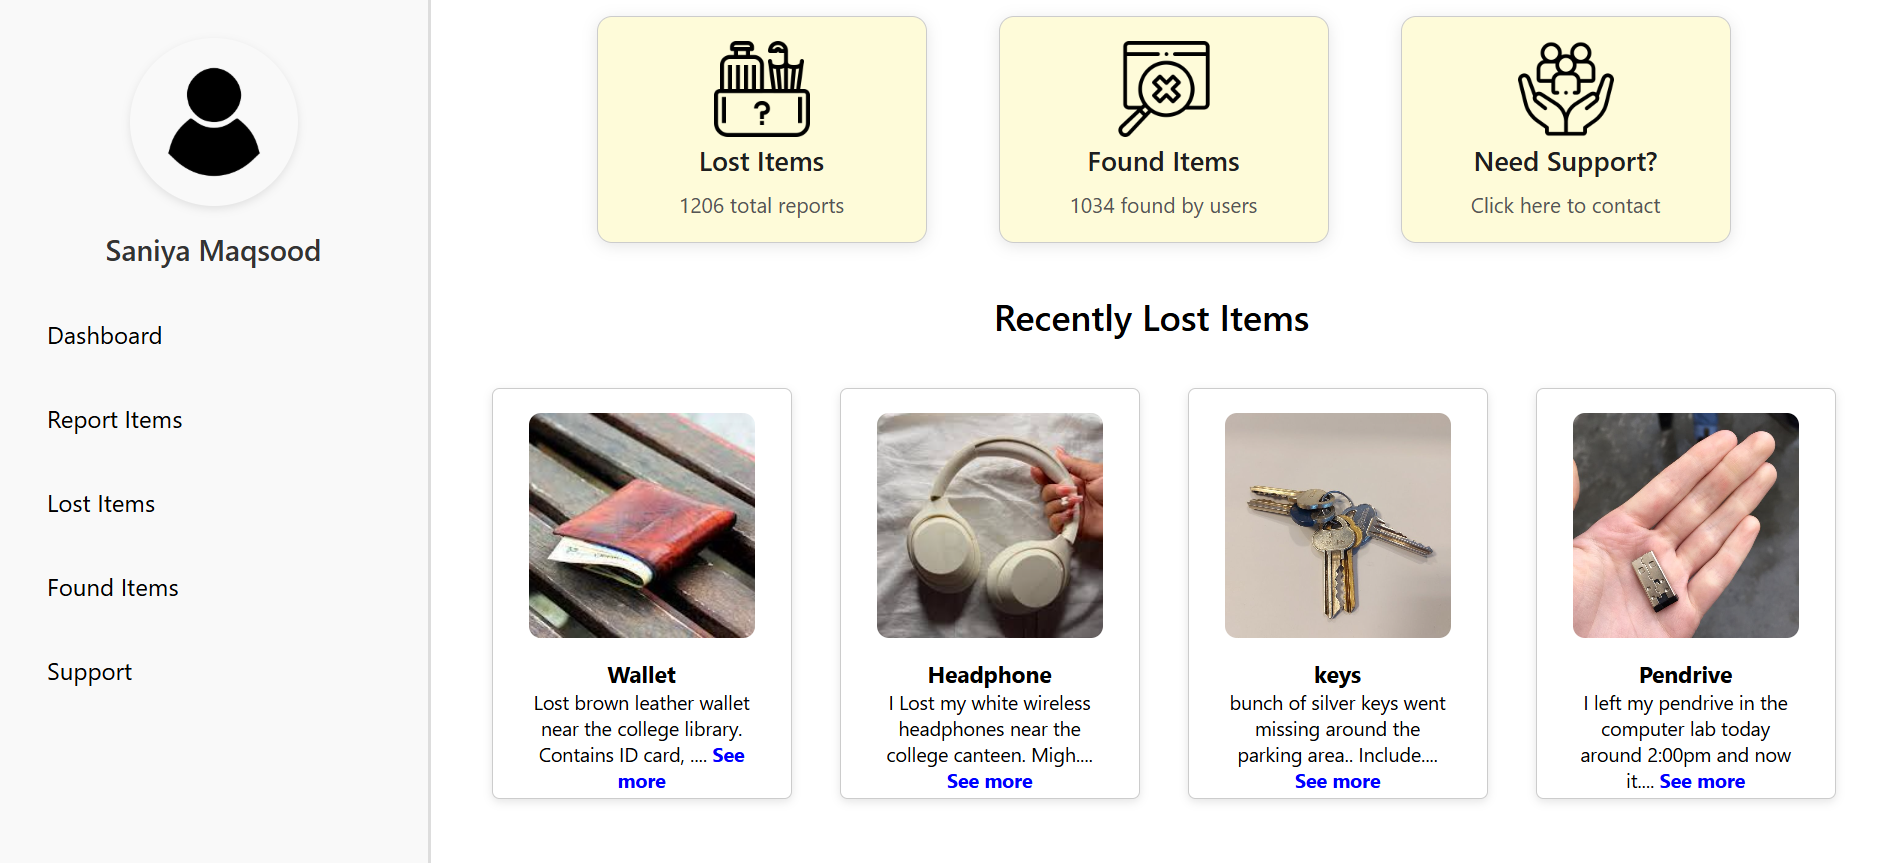 Saniya Maqsood
Dashboard
Report Items
Lost Items
Found Items
Support
?
Lost Items
1206 total reports
Found Items
1034 found by users
Need Support?
Click here to contact
Recently Lost Items
Wallet
Lost brown leather wallet
near the college library.
Contains ID card, .... See
more
Headphone
I Lost my white wireless
headphones near the
college canteen. Migh....
See more
keys
bunch of silver keys went
missing around the
parking area.. Include....
See more
Pendrive
I left my pendrive in the
computer lab today
around 2:00pm and now
it.... See more